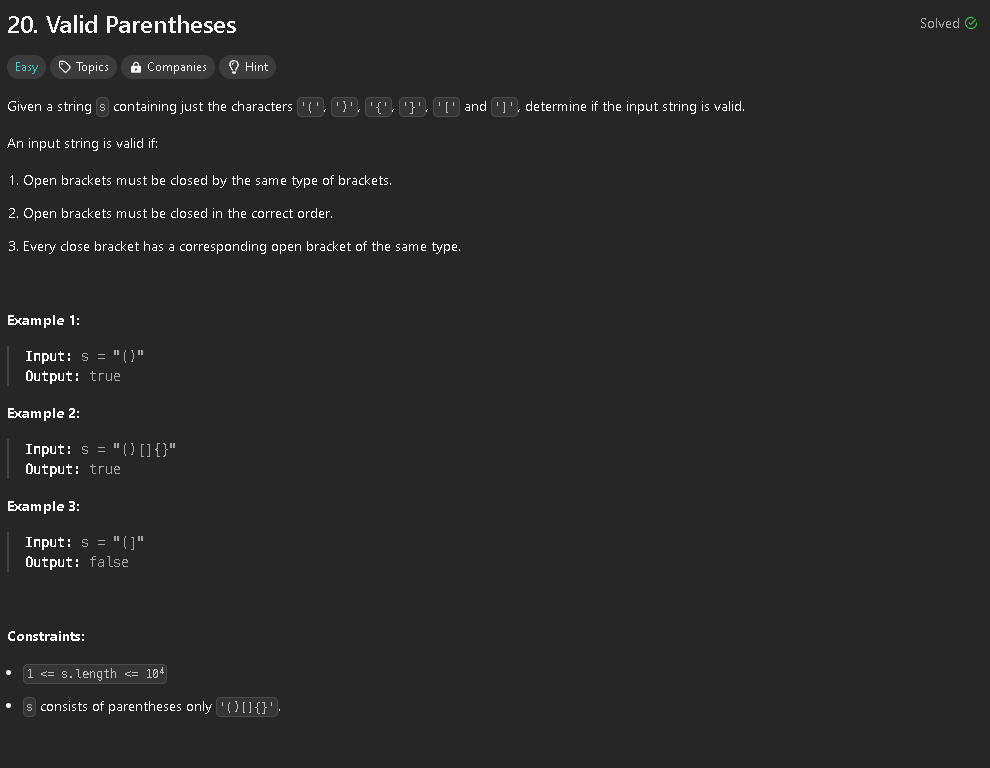 20. Valid Parentheses
Solved
Easy Topics Companies Hint
Given a string s containing just the characters '(', ')', '{', '}', '[' and ']', determine if the input string is valid.
An input string is valid if:
1. Open brackets must be closed by the same type of brackets.
2. Open brackets must be closed in the correct order.
3. Every close bracket has a corresponding open bracket of the same type.
Example 1:
Input: s = "()"
Output: true
Example 2:
Input: s = "()[]{}"
Output: true
Example 3:
Input: s = "(]"
Output: false
Constraints:
• 1 <= s.length <= 10⁴
• s consists of parentheses only '()[]{}'.